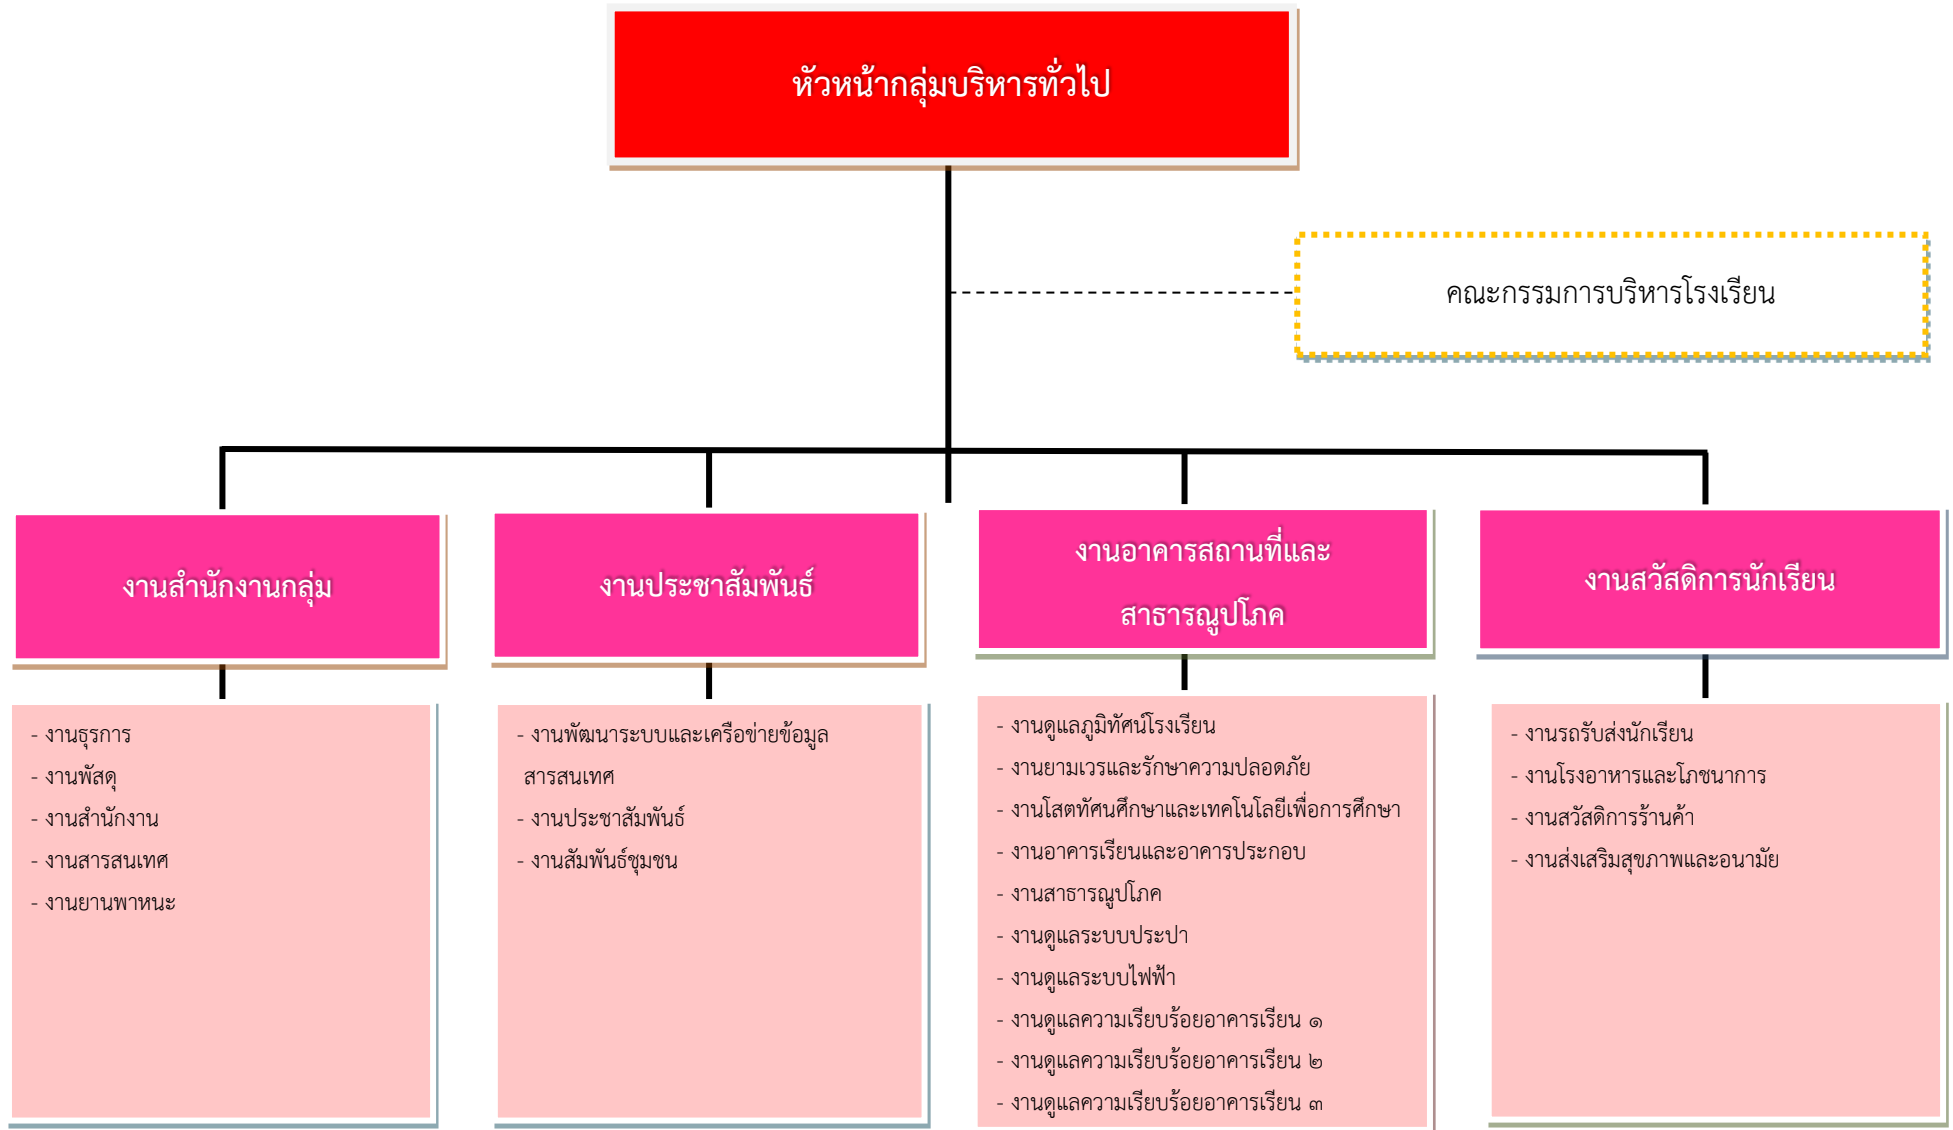 หัวหน้ากลุ่มบริหารทั่วไป
คณะกรรมการบริหารโรงเรียน
งานสำนักงานกลุ่ม
งานประชาสัมพันธ์
งานอาคารสถานที่และ
สาธารณูปโภค
งานสวัสดิการนักเรียน
- งานธุรการ
- งานพัสดุ
- งานสำนักงาน
- งานสารสนเทศ
- งานยานพาหนะ
- งานพัฒนาระบบและเครือข่ายข้อมูล
สารสนเทศ
- งานประชาสัมพันธ์
- งานสัมพันธ์ชุมชน
- งานดูแลภูมิทัศน์โรงเรียน
- งานยามเวรและรักษาความปลอดภัย
- งานโสตทัศนศึกษาและเทคโนโลยีเพื่อการศึกษา
- งานอาคารเรียนและอาคารประกอบ
- งานสาธารณูปโภค
- งานดูแลระบบประปา
- งานดูแลระบบไฟฟ้า
- งานดูแลความเรียบร้อยอาคารเรียน ๑
- งานดูแลความเรียบร้อยอาคารเรียน ๒
- งานดูแลความเรียบร้อยอาคารเรียน ๓
- งานรถรับส่งนักเรียน
- งานโรงอาหารและโภชนาการ
- งานสวัสดิการร้านค้า
- งานส่งเสริมสุขภาพและอนามัย